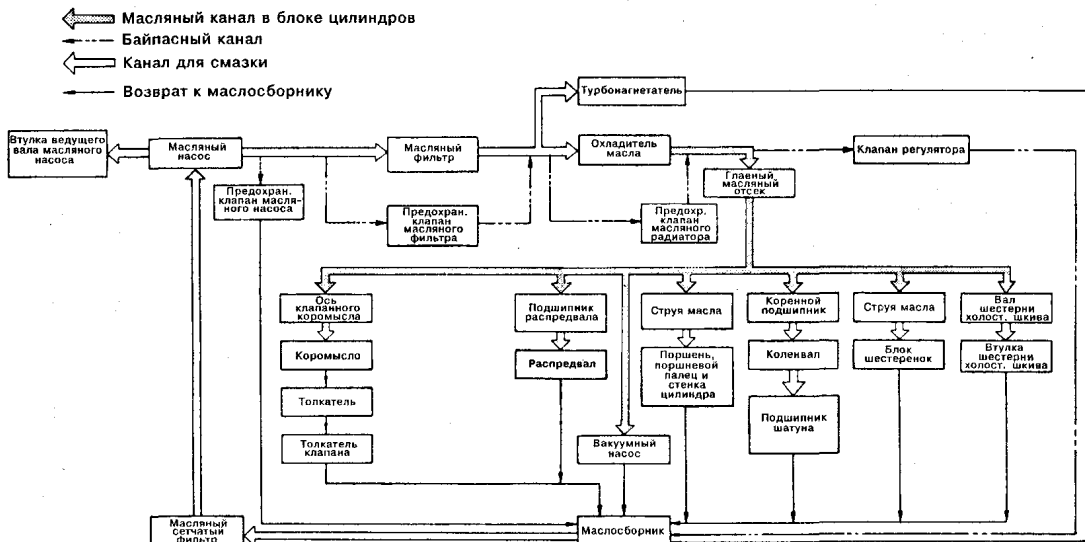 Масляный канал в блоке цилиндров
Байпасный канал
Канал для смазки
Возврат к маслосборнику
Турбонагнетатель
Втулка ведущего
вала масляного
насоса
Масляный
насос
Масляный
фильтр
Охладитель
масла
Клапан регулятора
Главный
масляный
отсек
Предохран.
клапан масля-
ного насоса
Предохран.
клапан
масляного
фильтра
Предохр.
клапан
масляного
радиатора
Ось
клапанного
коромысла
Подшипник
распредвала
Струя масла
Коренной
подшипник
Струя масла
Вал
шестерни
холост. шкива
Коромысло
Распредвал
Поршень,
поршневой
палец и
стенка
цилиндра
Коленвал
Блок
шестеренок
Втулка
шестерни
холост. шкива
Толкатель
Подшипник
шатуна
Толкатель
клапана
Вакуумный
насос
Масляный
сетчатый
фильтр
Маслосборник